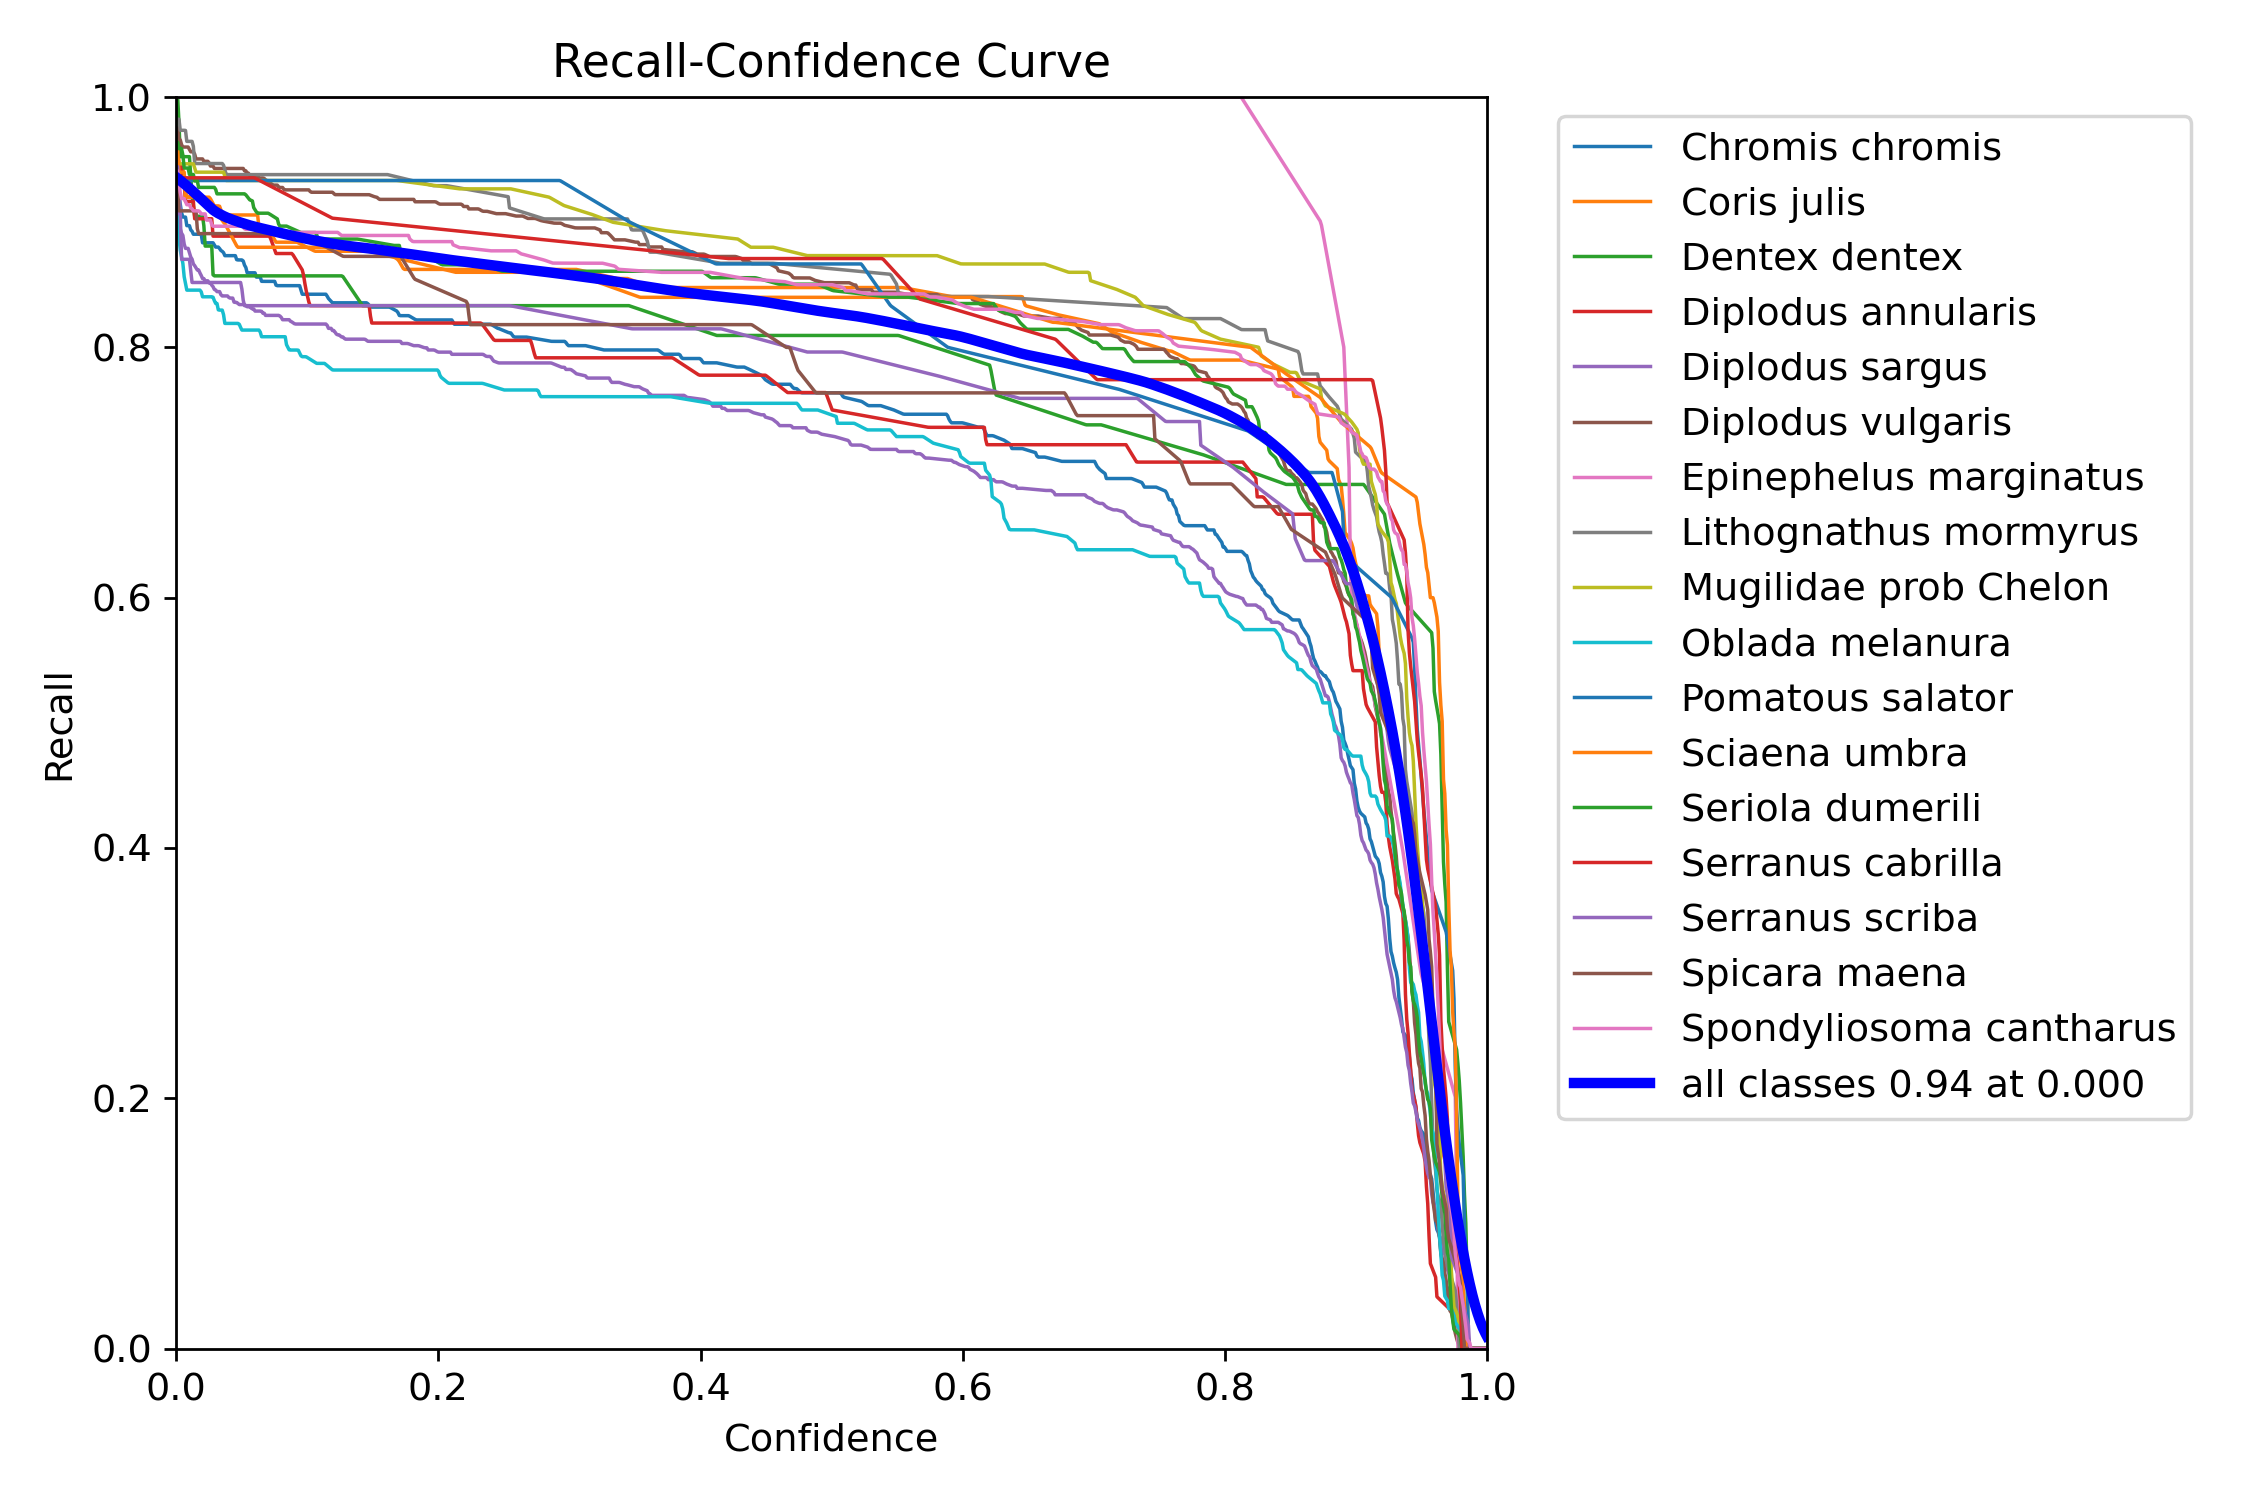 Recall-Confidence Curve
1.0
0.8
0.6
0.4
0.2
0.0
Recall
0.0 0.2 0.4 0.6 0.8 1.0
Confidence
Chromis chromis
Coris julis
Dentex dentex
Diplodus annularis
Diplodus sargus
Diplodus vulgaris
Epinephelus marginatus
Lithognathus mormyrus
Mugilidae prob Chelon
Oblada melanura
Pomatous salator
Sciaena umbra
Seriola dumerili
Serranus cabrilla
Serranus scriba
Spicara maena
Spondyliosoma cantharus
all classes 0.94 at 0.000